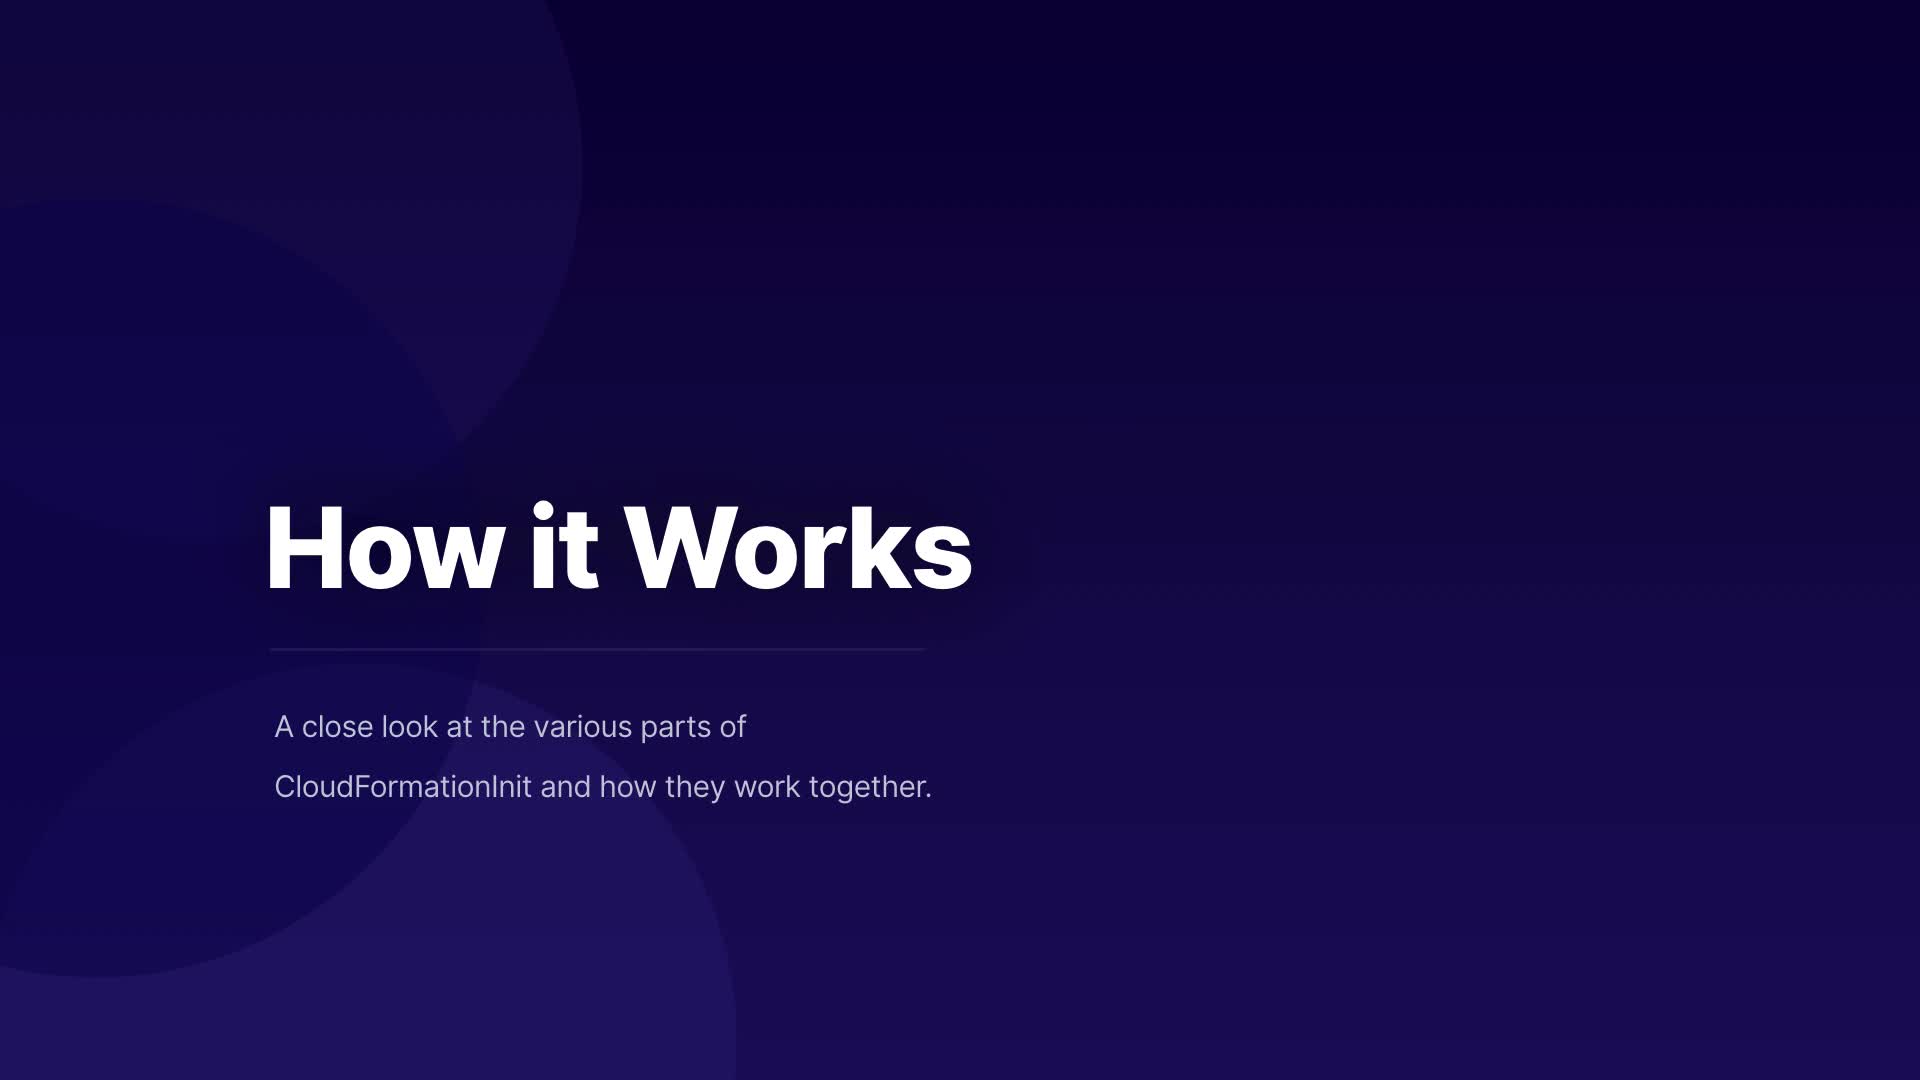 How it Works
A close look at the various parts of
CloudFormationInit and how they work together.